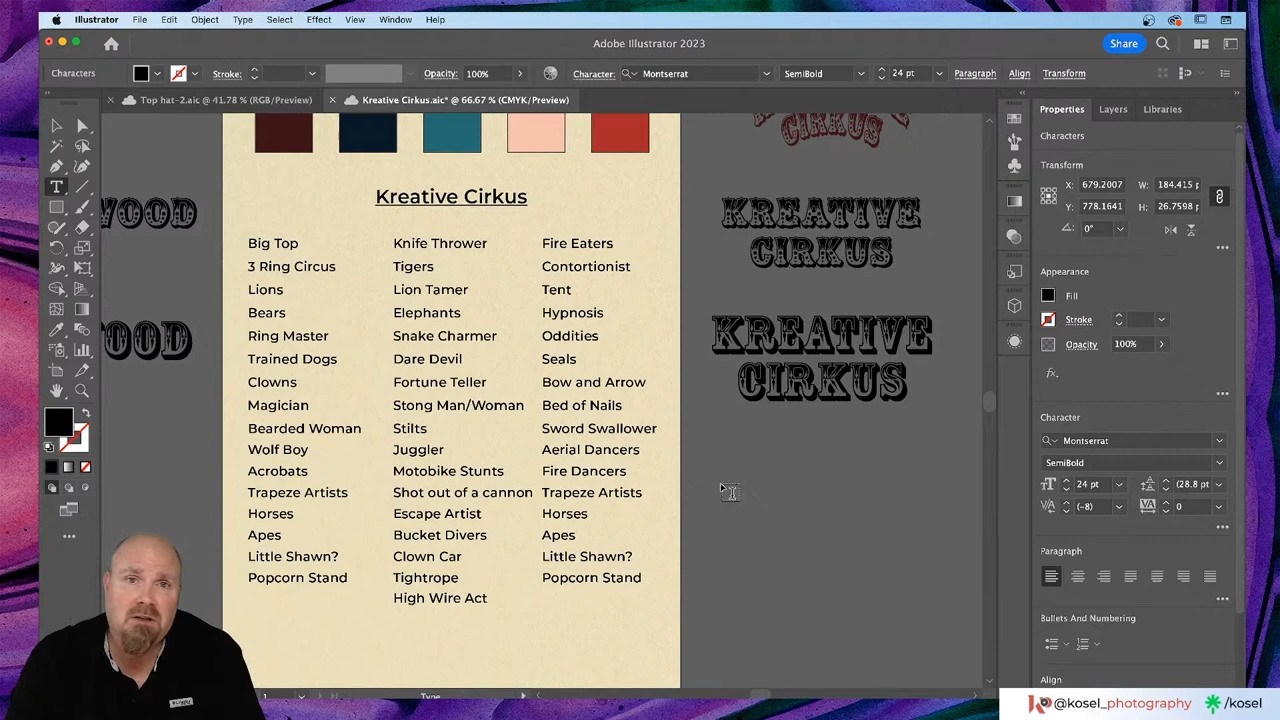 Illustrator File Edit Object Type Select Effect View Window Help
Adobe Illustrator 2023
Share
Characters Stroke: Opacity: 100% Character: Montserrat SemiBold 24 pt Paragraph Align Transform
Top hat-2.aic @ 41.78 % (RGB/Preview) Kreative Cirkus.aic* @ 66.67 % (CMYK/Preview)
Properties Layers Libraries
Characters
Transform
X: 679.2007 W: 184.415 p
Y: 778.1641 H: 26.7598 p
0°
Appearance
Fill
Stroke
Opacity 100%
fx
Character
Montserrat
SemiBold
24 pt (28.8 pt
(-8) 0
Paragraph
Bullets And Numbering
Align
WOOD
OOD
CIRKUS
KREATIVE
CIRKUS
KREATIVE
CIRKUS
Kreative Cirkus
Big Top
3 Ring Circus
Lions
Bears
Ring Master
Trained Dogs
Clowns
Magician
Bearded Woman
Wolf Boy
Acrobats
Trapeze Artists
Horses
Apes
Little Shawn?
Popcorn Stand
Knife Thrower
Tigers
Lion Tamer
Elephants
Snake Charmer
Dare Devil
Fortune Teller
Stong Man/Woman
Stilts
Juggler
Motobike Stunts
Shot out of a cannon
Escape Artist
Bucket Divers
Clown Car
Tightrope
High Wire Act
Fire Eaters
Contortionist
Tent
Hypnosis
Oddities
Seals
Bow and Arrow
Bed of Nails
Sword Swallower
Aerial Dancers
Fire Dancers
Trapeze Artists
Horses
Apes
Little Shawn?
Popcorn Stand
1 Type
@kosel_photography /kosel